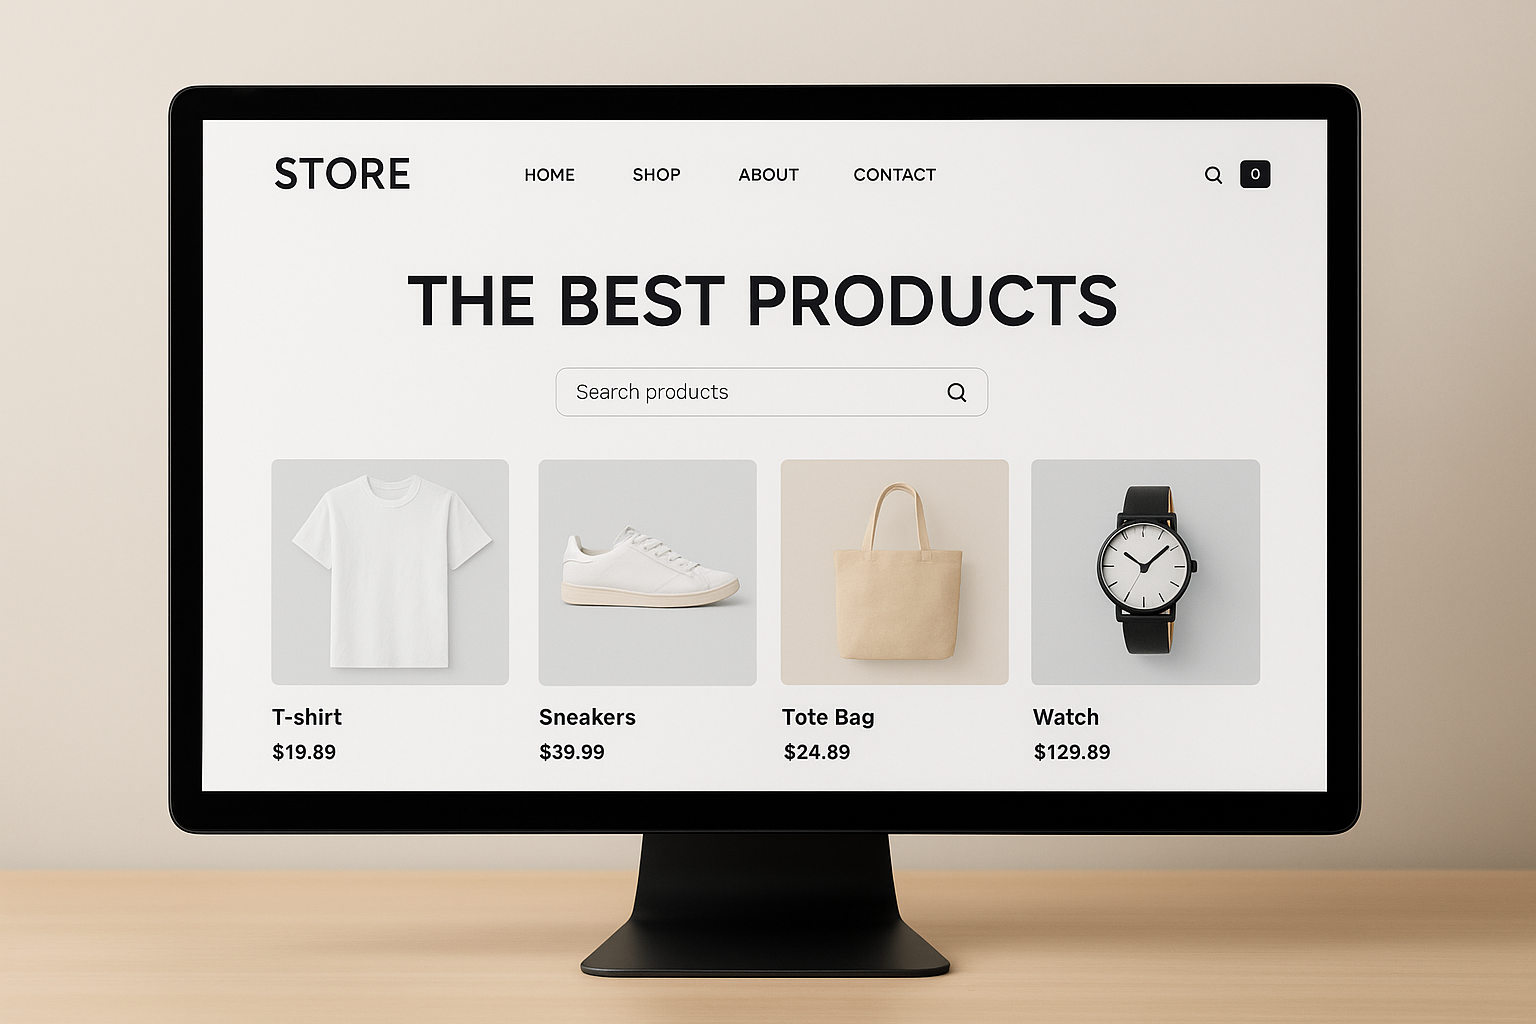 STORE HOME SHOP ABOUT CONTACT 0
THE BEST PRODUCTS
Search products
T-shirt Sneakers Tote Bag Watch
$19.89 $39.99 $24.89 $129.89